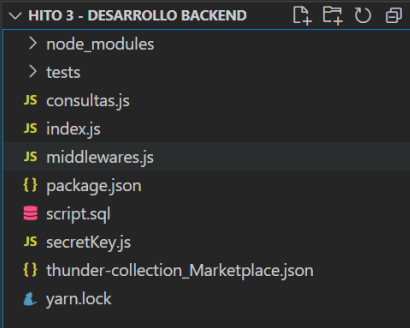 HITO 3 - DESARROLLO BACKEND
node_modules
tests
JS consultas.js
JS index.js
JS middlewares.js
{} package.json
script.sql
JS secretKey.js
{} thunder-collection_Marketplace.json
yarn.lock